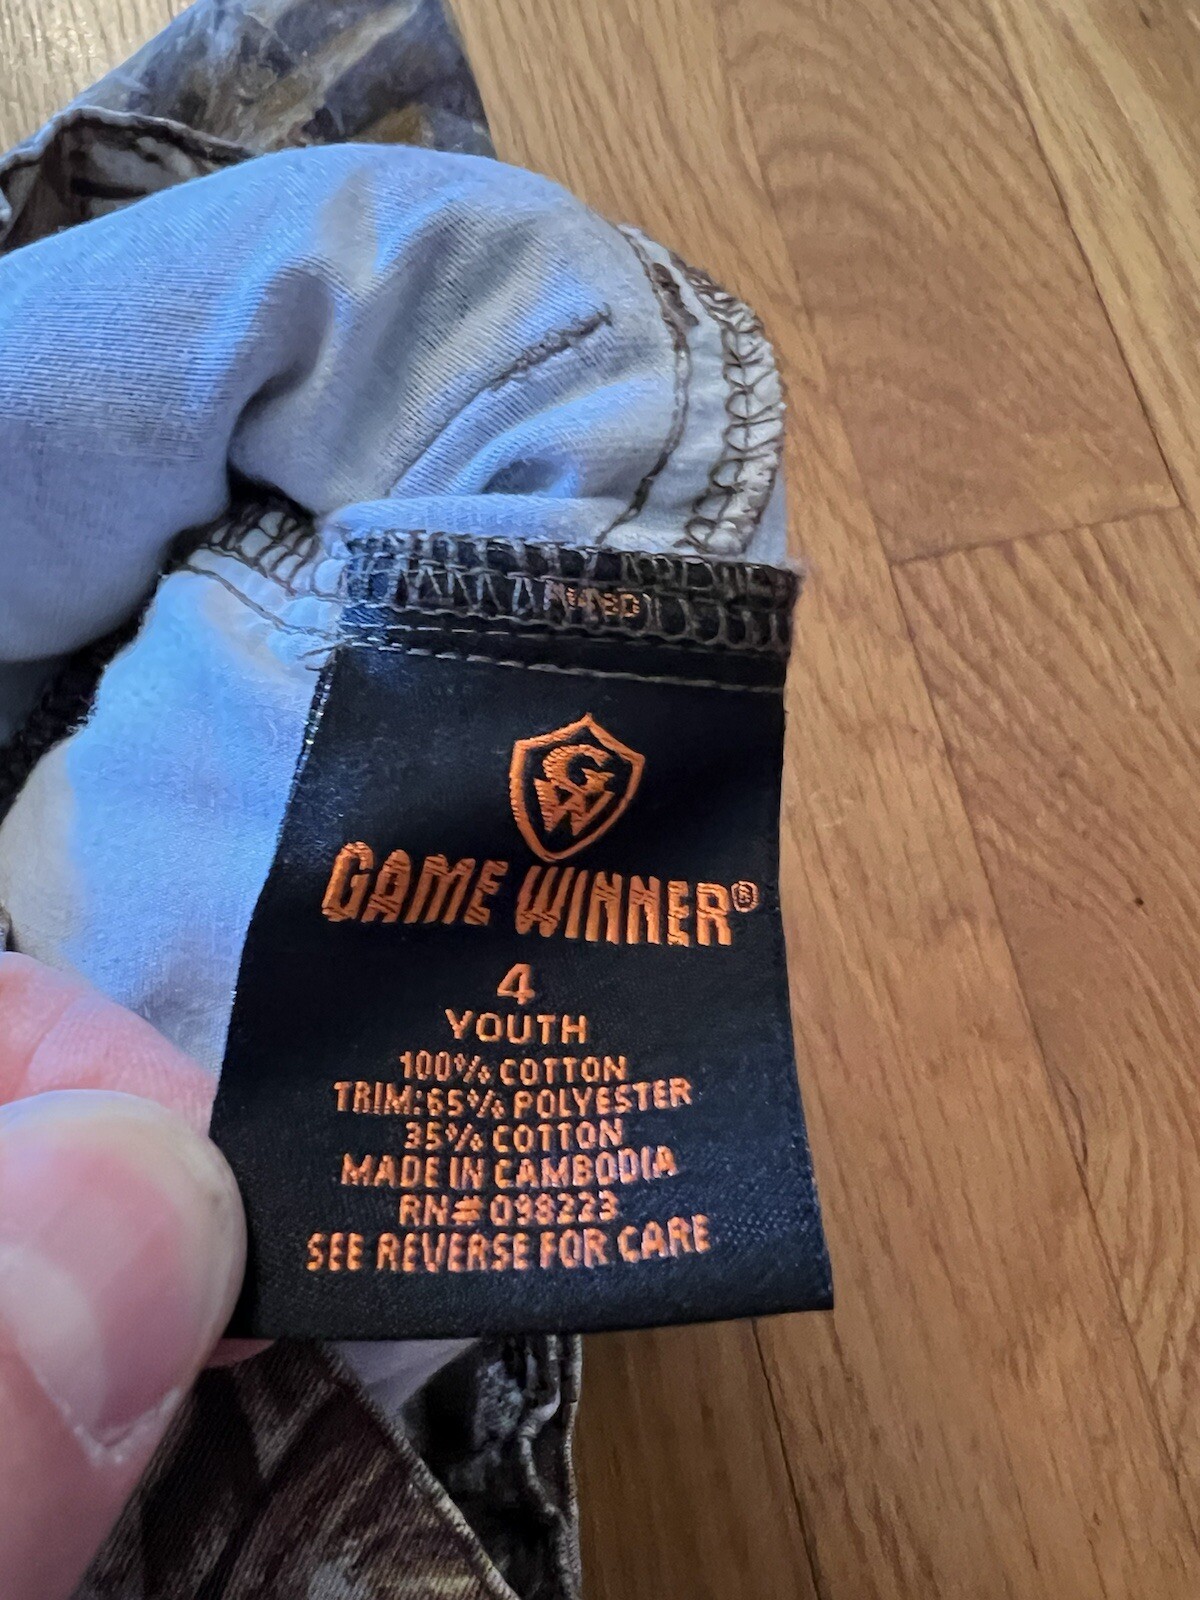 GW
GAME WINNER®
4
YOUTH
100% COTTON
TRIM:65% POLYESTER
35% COTTON
MADE IN CAMBODIA
RN# 098223
SEE REVERSE FOR CARE